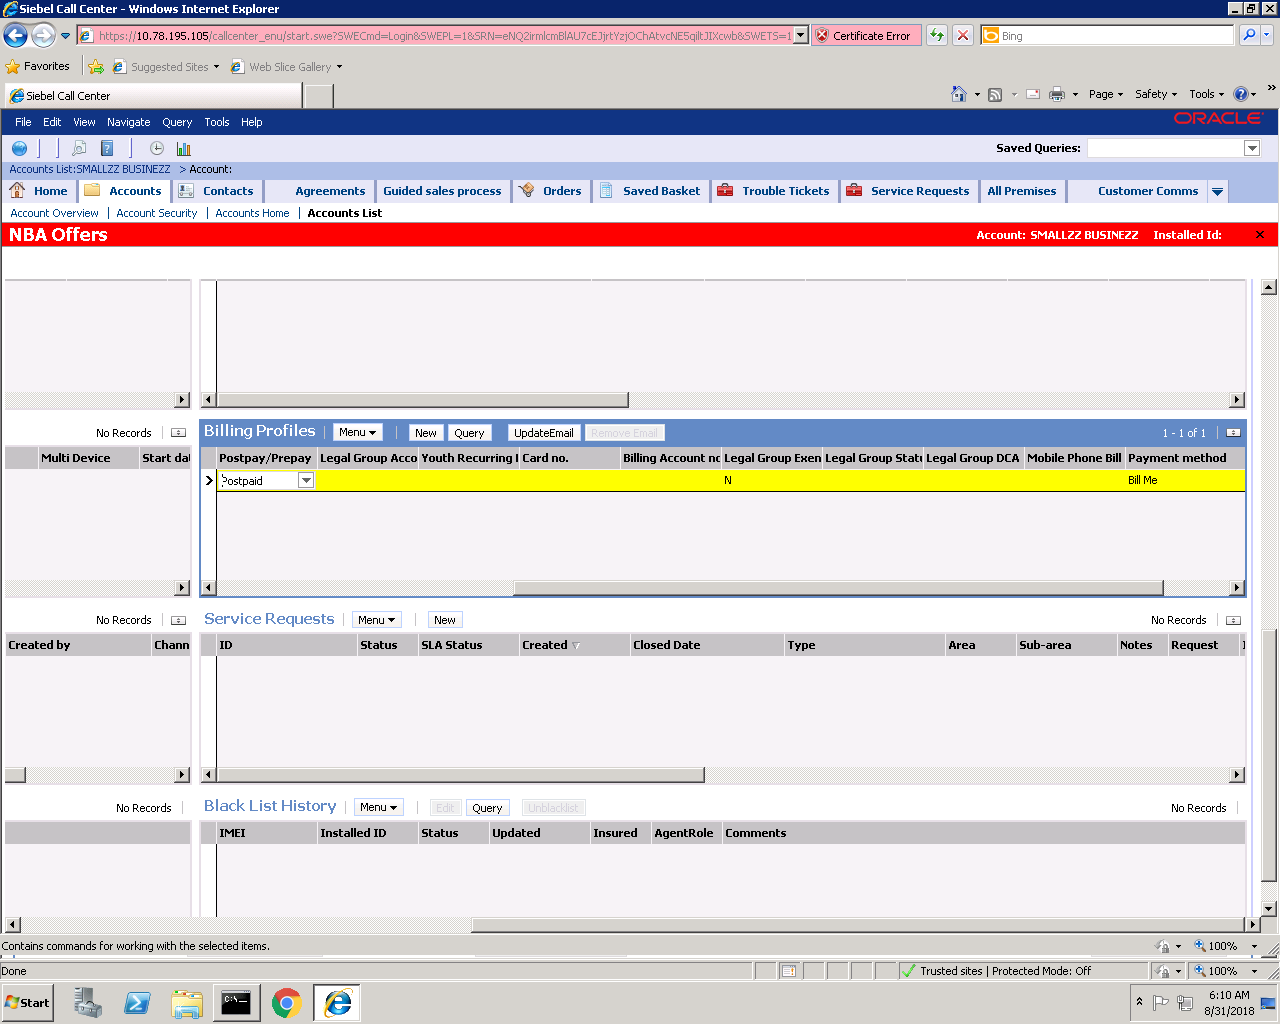 Siebel Call Center - Windows Internet Explorer
https://10.78.195.105/callcenter_enu/start.swe?SWECmd=Login&SWEPL=1&SRN=
Certificate Error
Bing
Favorites
Suggested Sites
Web Slice Gallery
Siebel Call Center
Page
Safety
Tools
»
File Edit View Navigate Query Tools Help
ORACLE
Saved Queries:
Accounts List:SMALLZZ BUSINEZZ > Account:
Home Accounts Contacts Agreements Guided sales process Orders Saved Basket Trouble Tickets Service Requests All Premises Customer Comms
Account Overview | Account Security | Accounts Home | Accounts List
NBA Offers
Account: SMALLZZ BUSINEZZ Installed Id:
No Records
Billing Profiles Menu New Query UpdateEmail Remove Email 1 - 1 of 1
Multi Device Start dat
Postpay/Prepay Legal Group Acco Youth Recurring Card no. Billing Account no Legal Group Exen Legal Group Statu Legal Group DCA Mobile Phone Bill Payment method
Postpaid N Bill Me
No Records
Service Requests Menu New No Records
Created by Chann
ID Status SLA Status Created Closed Date Type Area Sub-area Notes Request
No Records
Black List History Menu Edit Query Unblacklist No Records
IMEI Installed ID Status Updated Insured AgentRole Comments
Contains commands for working with the selected items.
100%
Done
Trusted sites | Protected Mode: Off
100%
Start
6:10 AM
8/31/2018